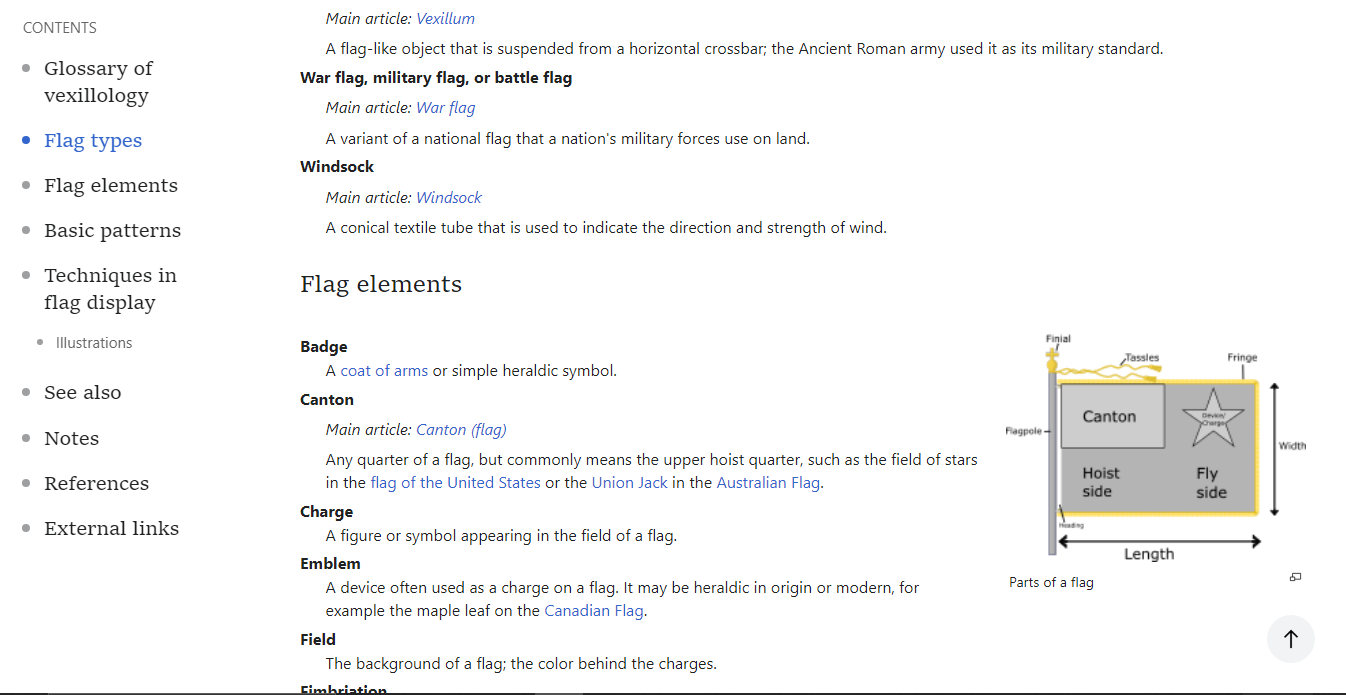 CONTENTS
Glossary of
vexillology
Flag types
Flag elements
Basic patterns
Techniques in
flag display
Illustrations
See also
Notes
References
External links
Main article: Vexillum
A flag-like object that is suspended from a horizontal crossbar; the Ancient Roman army used it as its military standard.
War flag, military flag, or battle flag
Main article: War flag
A variant of a national flag that a nation's military forces use on land.
Windsock
Main article: Windsock
A conical textile tube that is used to indicate the direction and strength of wind.
Flag elements
Badge
A coat of arms or simple heraldic symbol.
Canton
Main article: Canton (flag)
Any quarter of a flag, but commonly means the upper hoist quarter, such as the field of stars
in the flag of the United States or the Union Jack in the Australian Flag.
Charge
A figure or symbol appearing in the field of a flag.
Emblem
A device often used as a charge on a flag. It may be heraldic in origin or modern, for
example the maple leaf on the Canadian Flag.
Field
The background of a flag; the color behind the charges.
Fimbriation
Finial
Tassles
Fringe
Canton
Device/
Charge
Flagpole
Width
Hoist
side
Fly
side
Heading
Length
Parts of a flag